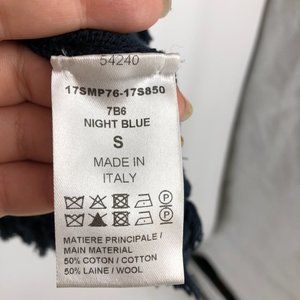 54240
17SMP76-17S850
7B6
NIGHT BLUE
S
MADE IN
ITALY
P
P
MATIERE PRINCIPALE /
MAIN MATERIAL
50% COTON / COTTON
50% LAINE / WOOL